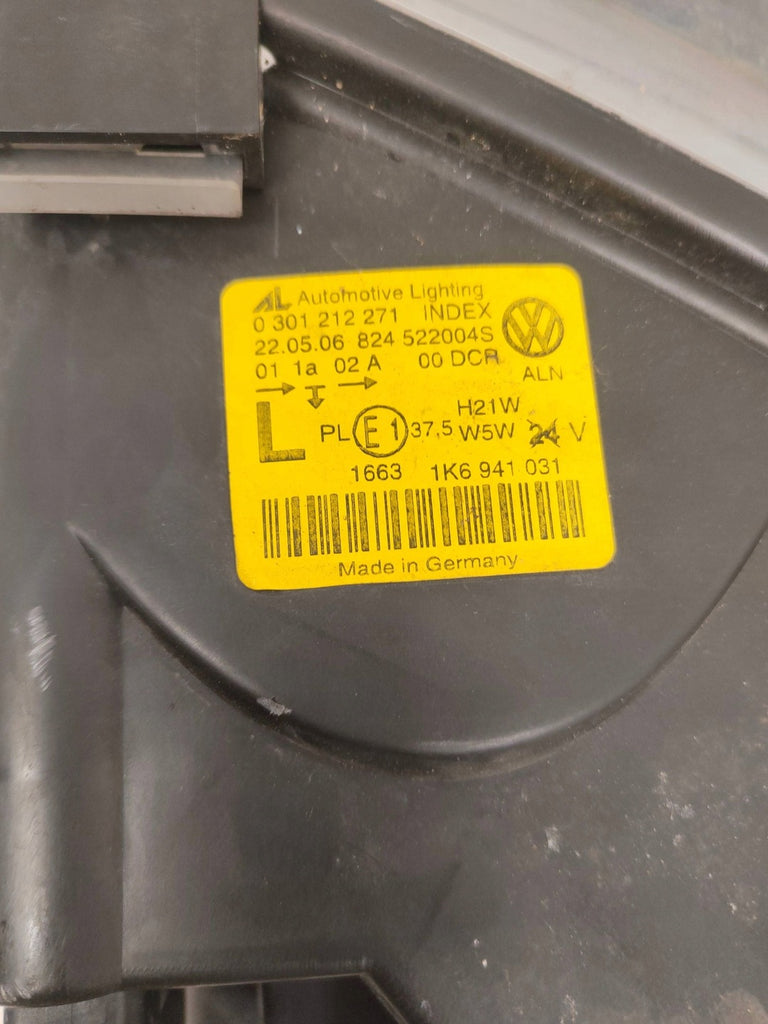 AL Automotive Lighting
0 301 212 271 INDEX
22.05.06 824 522004S
01 1a 02 A 00 DCR
ALN
L PL E1 37,5 H21W
W5W 24 V
1663 1K6 941 031
Made in Germany